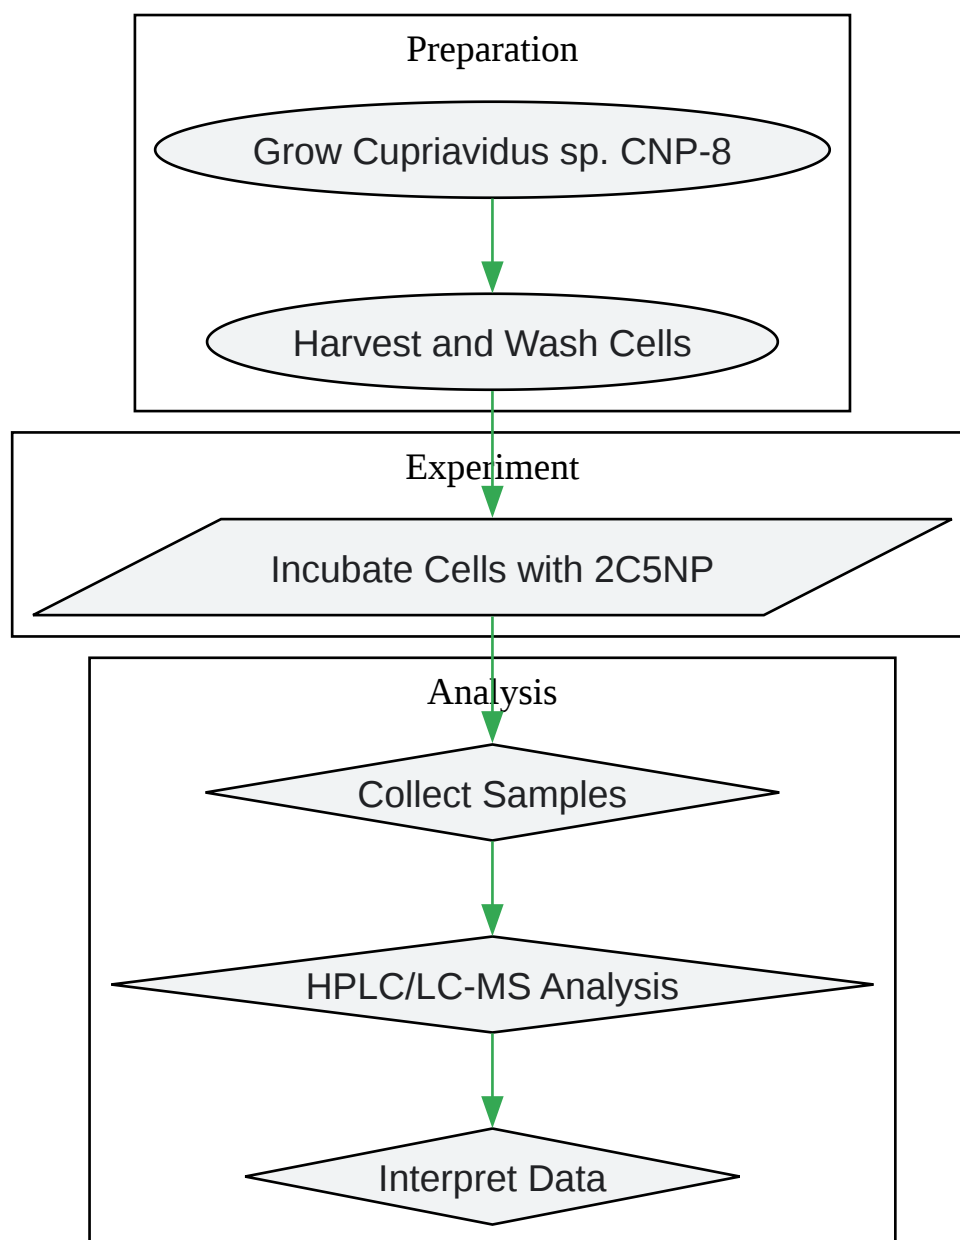 Preparation
Grow Cupriavidus sp. CNP-8
Harvest and Wash Cells
Experiment
Incubate Cells with 2C5NP
Analysis
Collect Samples
HPLC/LC-MS Analysis
Interpret Data